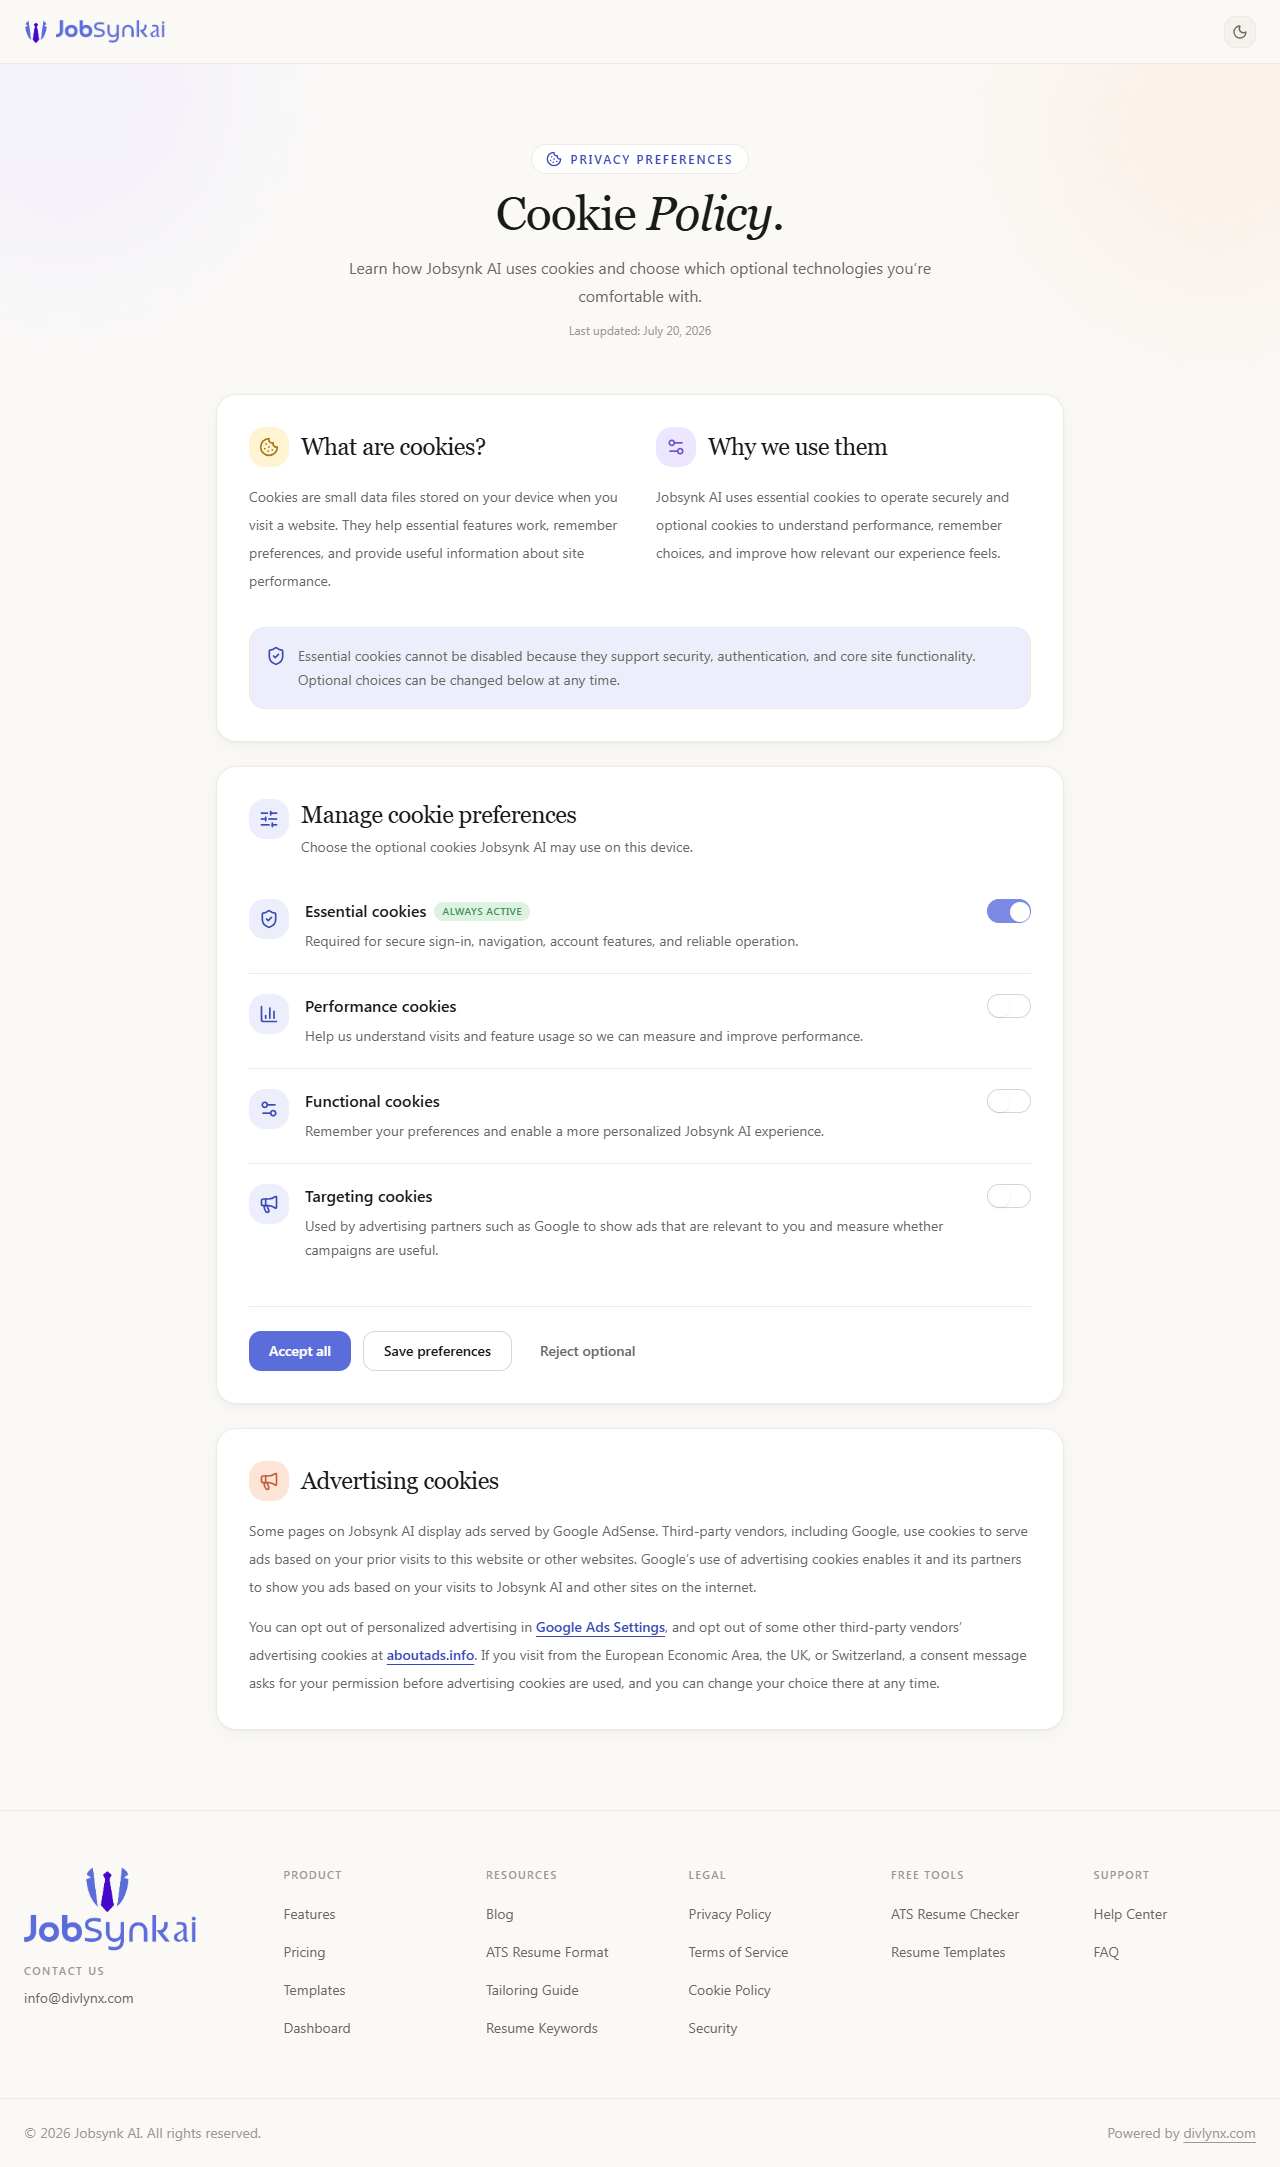 JobSynkai
PRIVACY PREFERENCES
Cookie Policy.
Learn how Jobsynk AI uses cookies and choose which optional technologies you’re
comfortable with.
Last updated: July 20, 2026
What are cookies?
Cookies are small data files stored on your device when you
visit a website. They help essential features work, remember
preferences, and provide useful information about site
performance.
Why we use them
Jobsynk AI uses essential cookies to operate securely and
optional cookies to understand performance, remember
choices, and improve how relevant our experience feels.
Essential cookies cannot be disabled because they support security, authentication, and core site functionality.
Optional choices can be changed below at any time.
Manage cookie preferences
Choose the optional cookies Jobsynk AI may use on this device.
Essential cookies ALWAYS ACTIVE
Required for secure sign-in, navigation, account features, and reliable operation.
Performance cookies
Help us understand visits and feature usage so we can measure and improve performance.
Functional cookies
Remember your preferences and enable a more personalized Jobsynk AI experience.
Targeting cookies
Used by advertising partners such as Google to show ads that are relevant to you and measure whether
campaigns are useful.
Accept all Save preferences Reject optional
Advertising cookies
Some pages on Jobsynk AI display ads served by Google AdSense. Third-party vendors, including Google, use cookies to serve
ads based on your prior visits to this website or other websites. Google’s use of advertising cookies enables it and its partners
to show you ads based on your visits to Jobsynk AI and other sites on the internet.
You can opt out of personalized advertising in Google Ads Settings, and opt out of some other third-party vendors’
advertising cookies at aboutads.info. If you visit from the European Economic Area, the UK, or Switzerland, a consent message
asks for your permission before advertising cookies are used, and you can change your choice there at any time.
JobSynkai
CONTACT US
info@divlynx.com
PRODUCT
Features
Pricing
Templates
Dashboard
RESOURCES
Blog
ATS Resume Format
Tailoring Guide
Resume Keywords
LEGAL
Privacy Policy
Terms of Service
Cookie Policy
Security
FREE TOOLS
ATS Resume Checker
Resume Templates
SUPPORT
Help Center
FAQ
© 2026 Jobsynk AI. All rights reserved.
Powered by divlynx.com